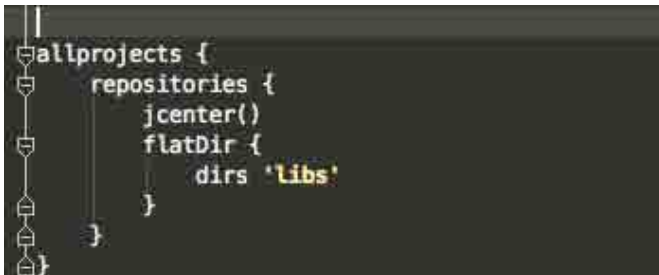 allprojects {
    repositories {
        jcenter()
        flatDir {
            dirs 'libs'
        }
    }
}